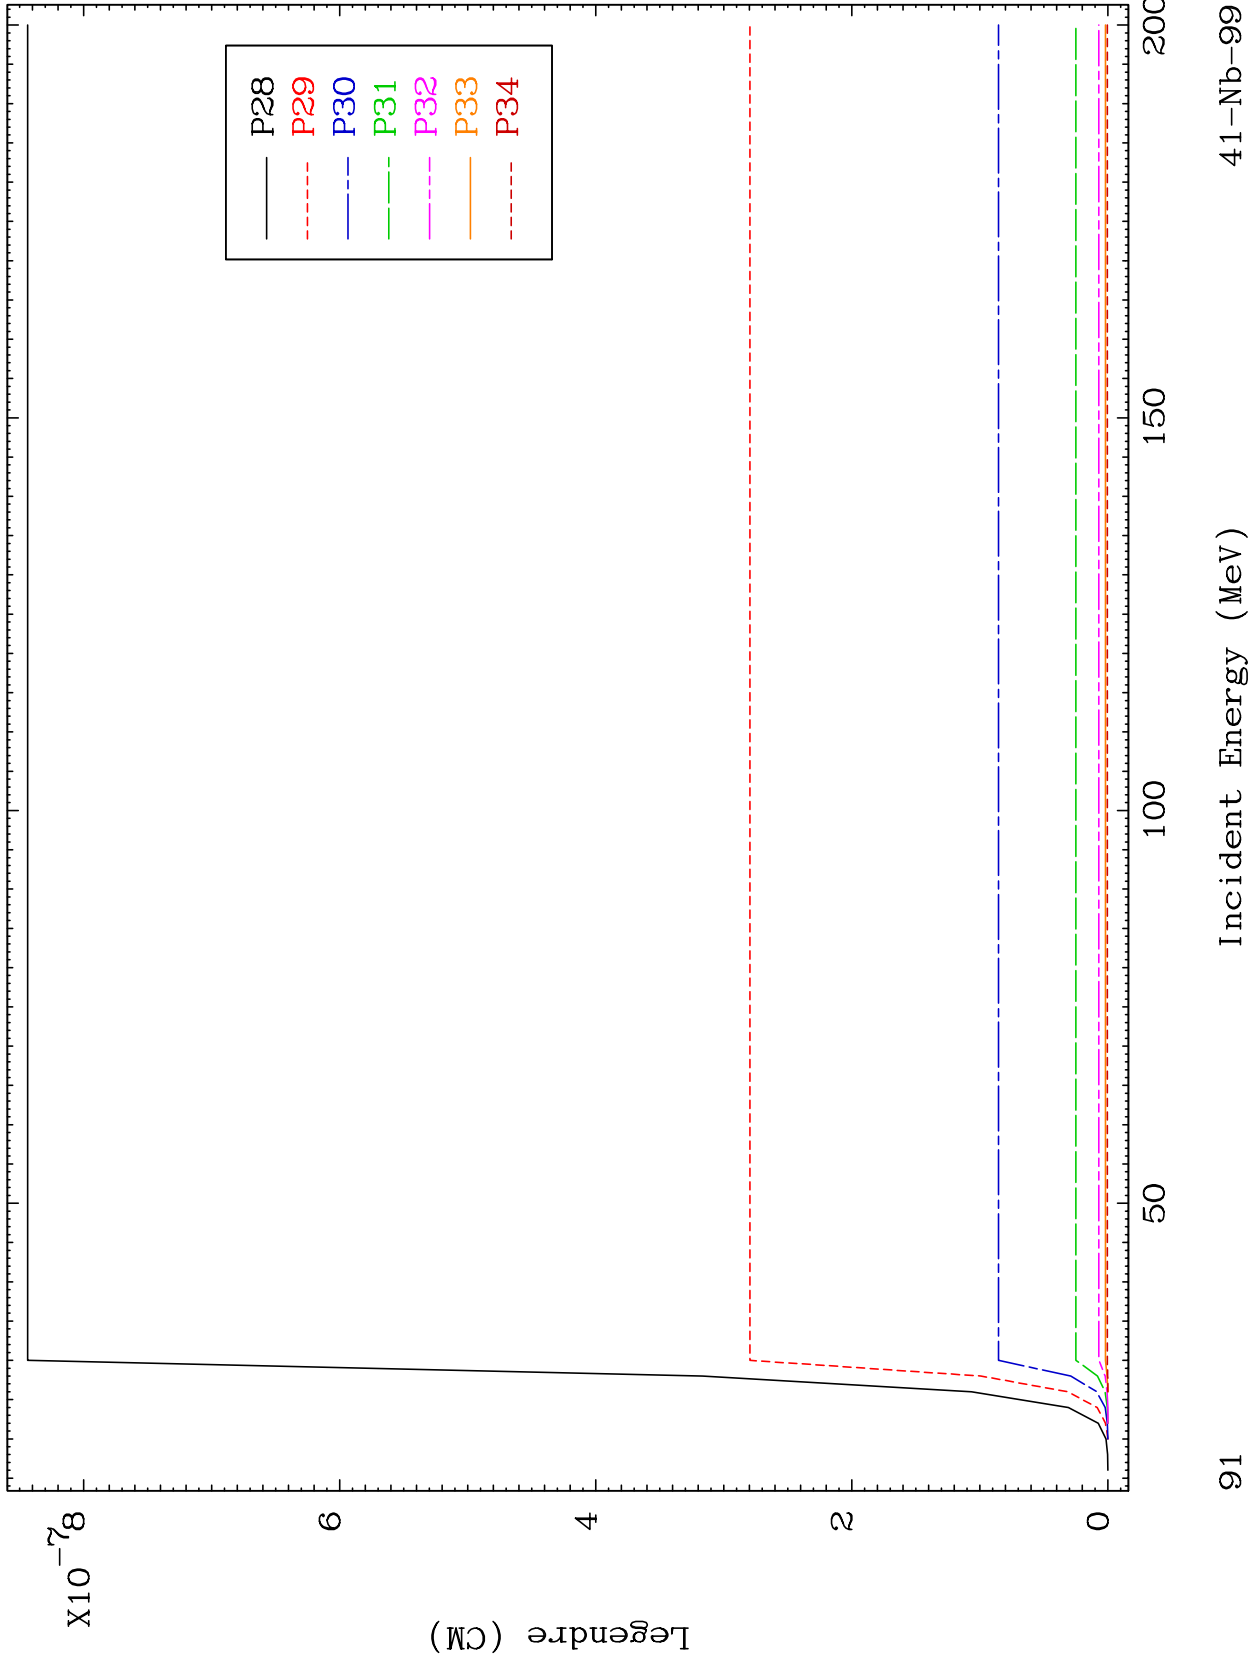 X10
-7
8
6
4
2
0
Legendre (CM)
P28
P29
P30
P31
P32
P33
P34
50
100
150
200
Incident Energy (MeV)
91
41-Nb-99